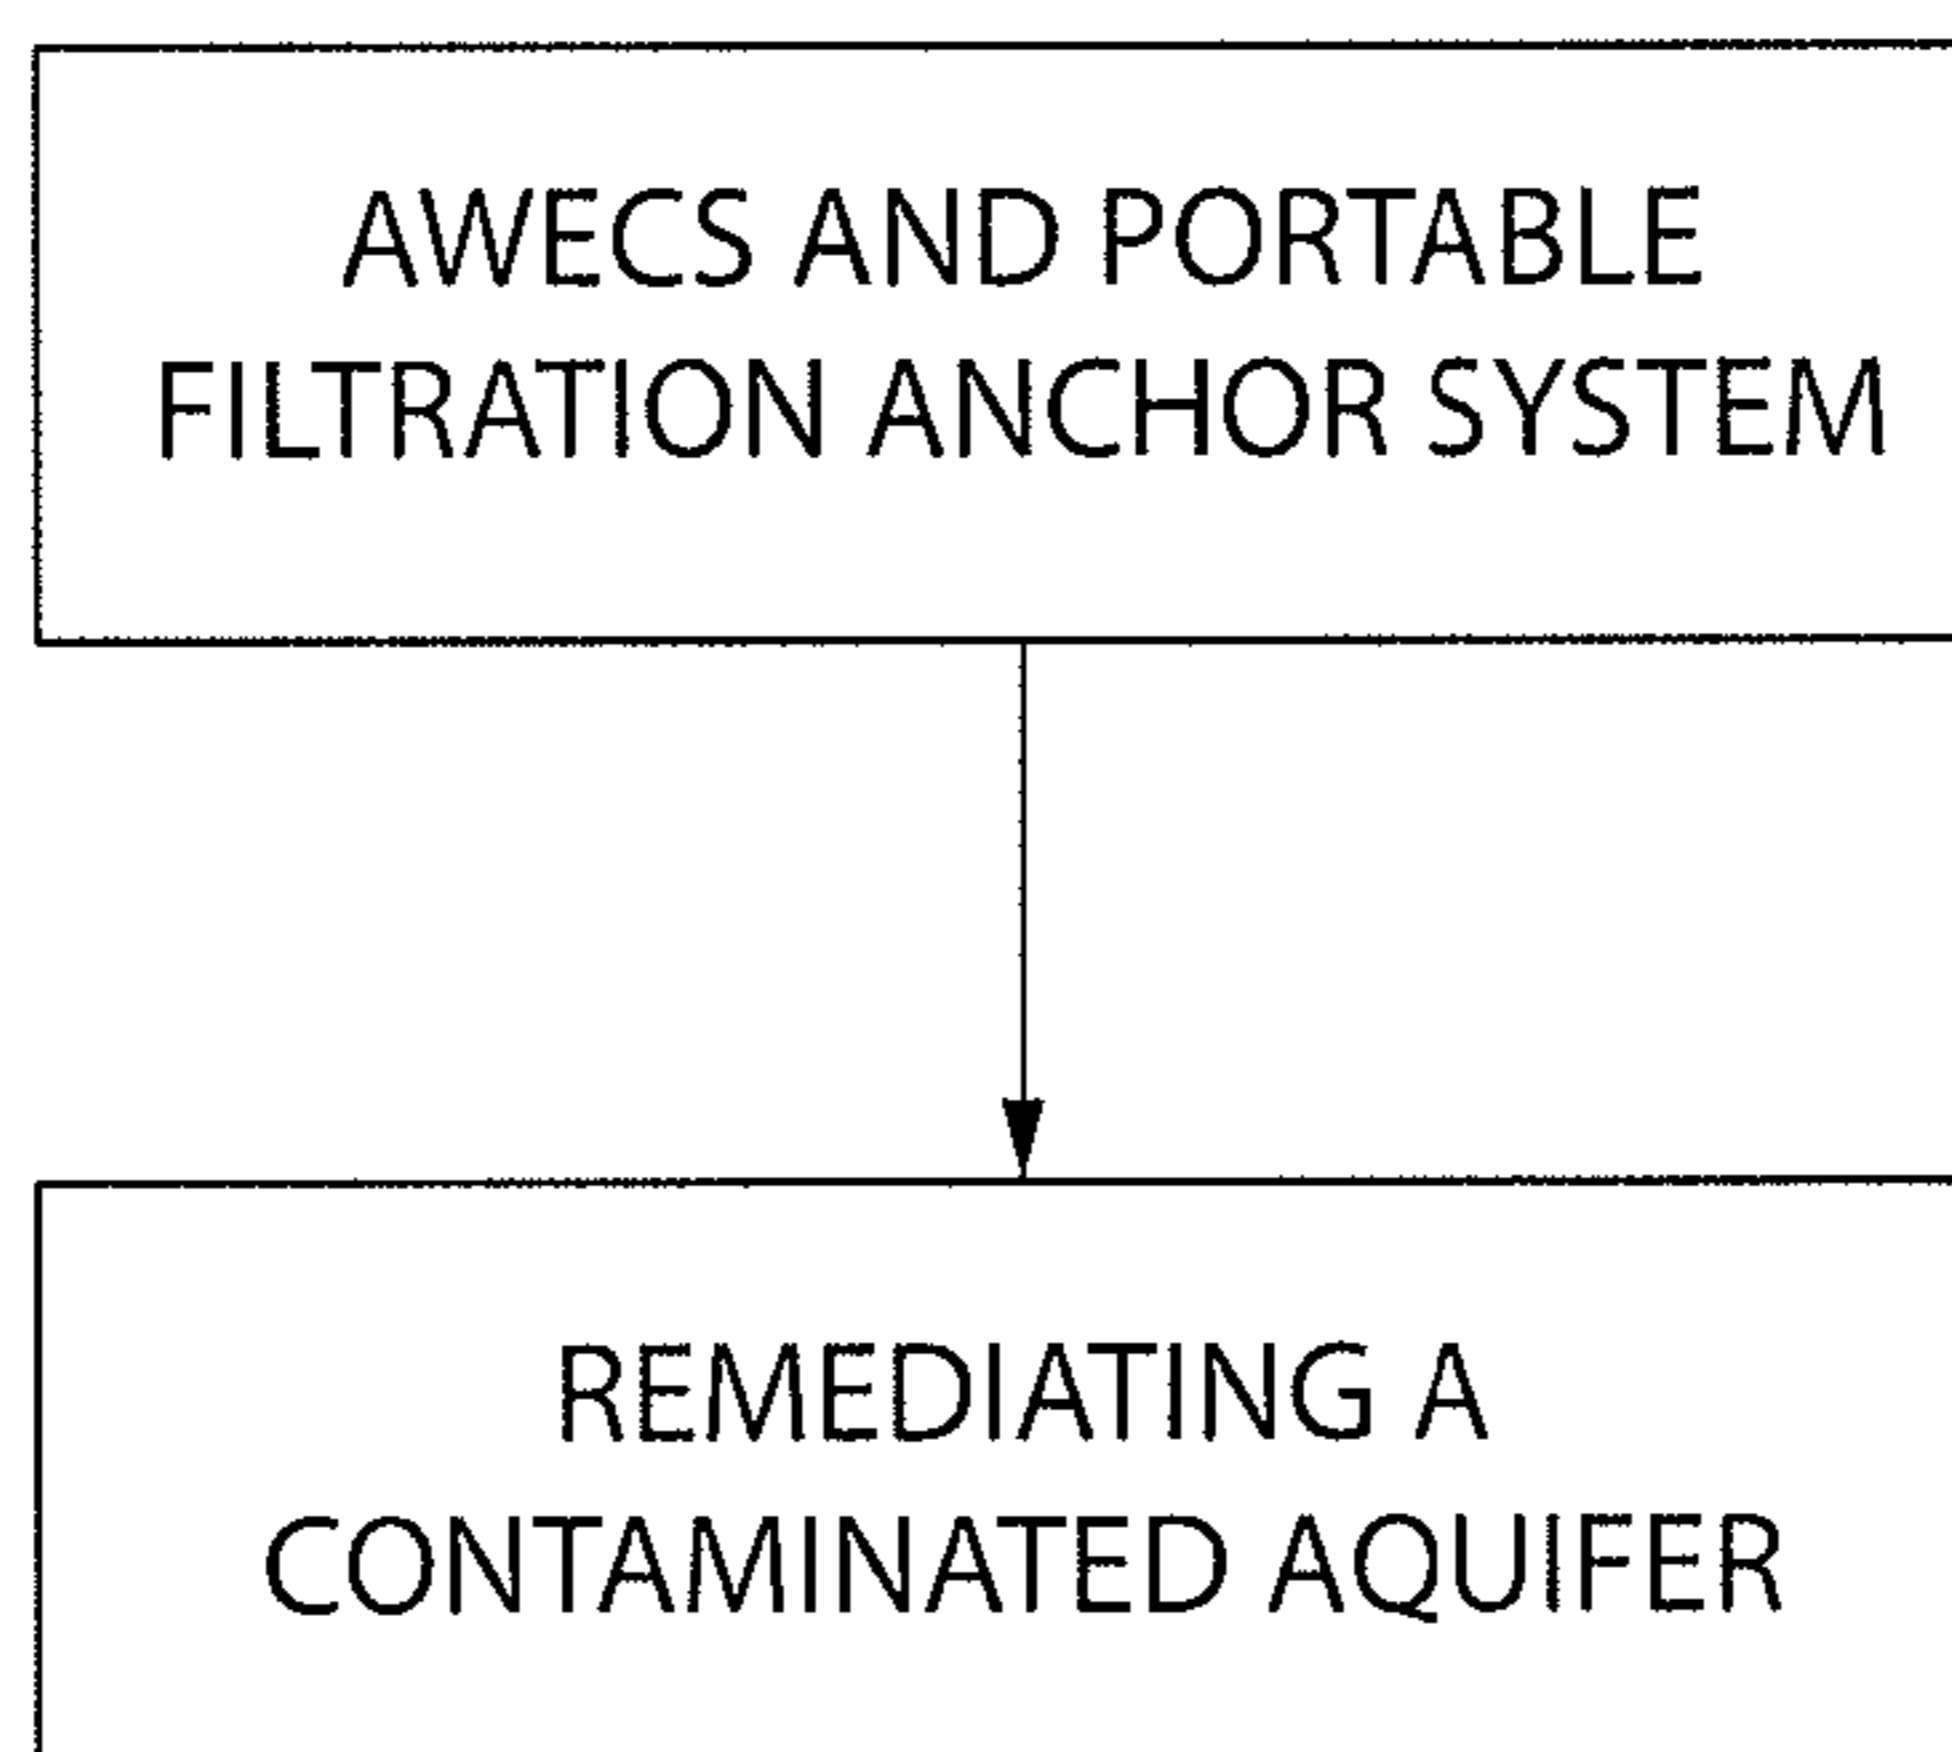 AWECS AND PORTABLE
FILTRATION ANCHOR SYSTEM
REMEDIATING A
CONTAMINATED AQUIFER